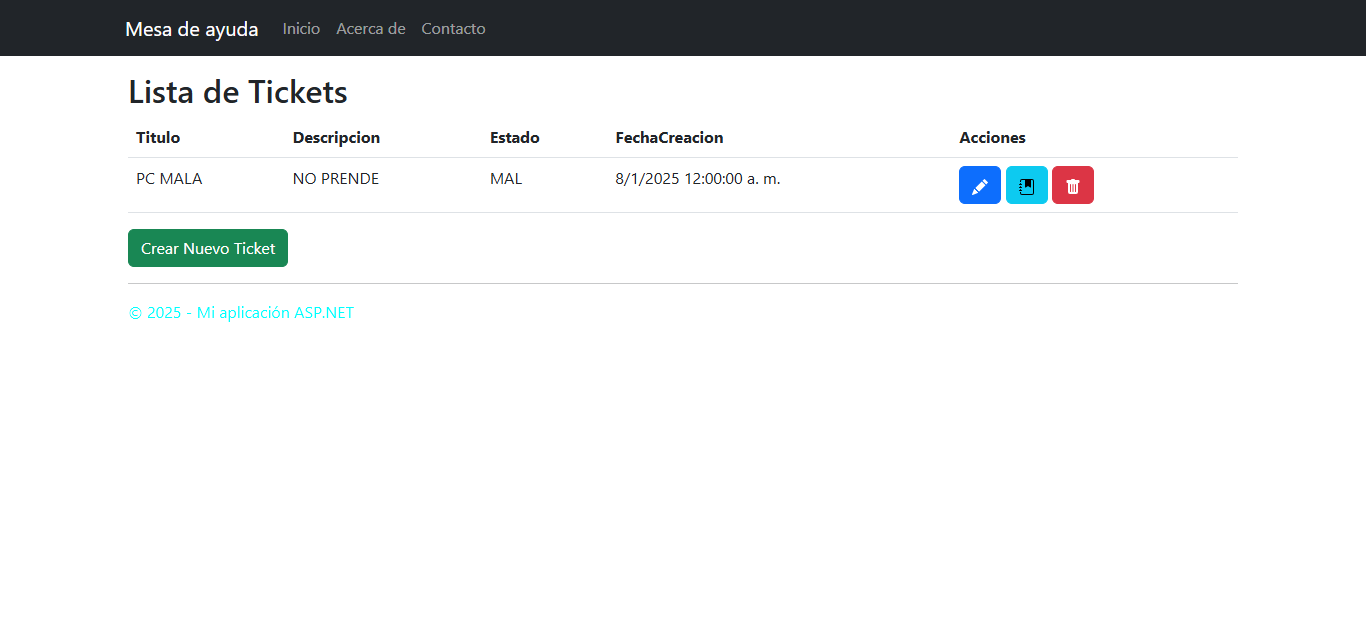 Mesa de ayuda Inicio Acerca de Contacto
Lista de Tickets
Titulo Descripcion Estado FechaCreacion Acciones
PC MALA NO PRENDE MAL 8/1/2025 12:00:00 a. m.
Crear Nuevo Ticket
© 2025 - Mi aplicación ASP.NET